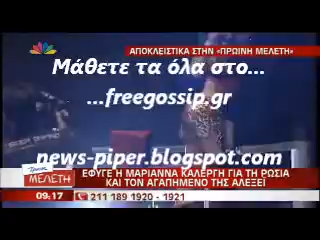 ΑΠΟΚΛΕΙΣΤΙΚΑ ΣΤΗΝ «ΠΡΩΙΝΗ ΜΕΛΕΤΗ»
Μάθετε τα όλα στο...
...freegossip.gr
news-piper.blogspot.com
Πρωινή
ΜΕΛΕΤΗ
ΕΦΥΓΕ Η ΜΑΡΙΑΝΝΑ ΚΑΛΕΡΓΗ ΓΙΑ ΤΗ ΡΩΣΙΑ
ΚΑΙ ΤΟΝ ΑΓΑΠΗΜΕΝΟ ΤΗΣ ΑΛΕΞΕΙ
09:17 211 189 1920 - 1921